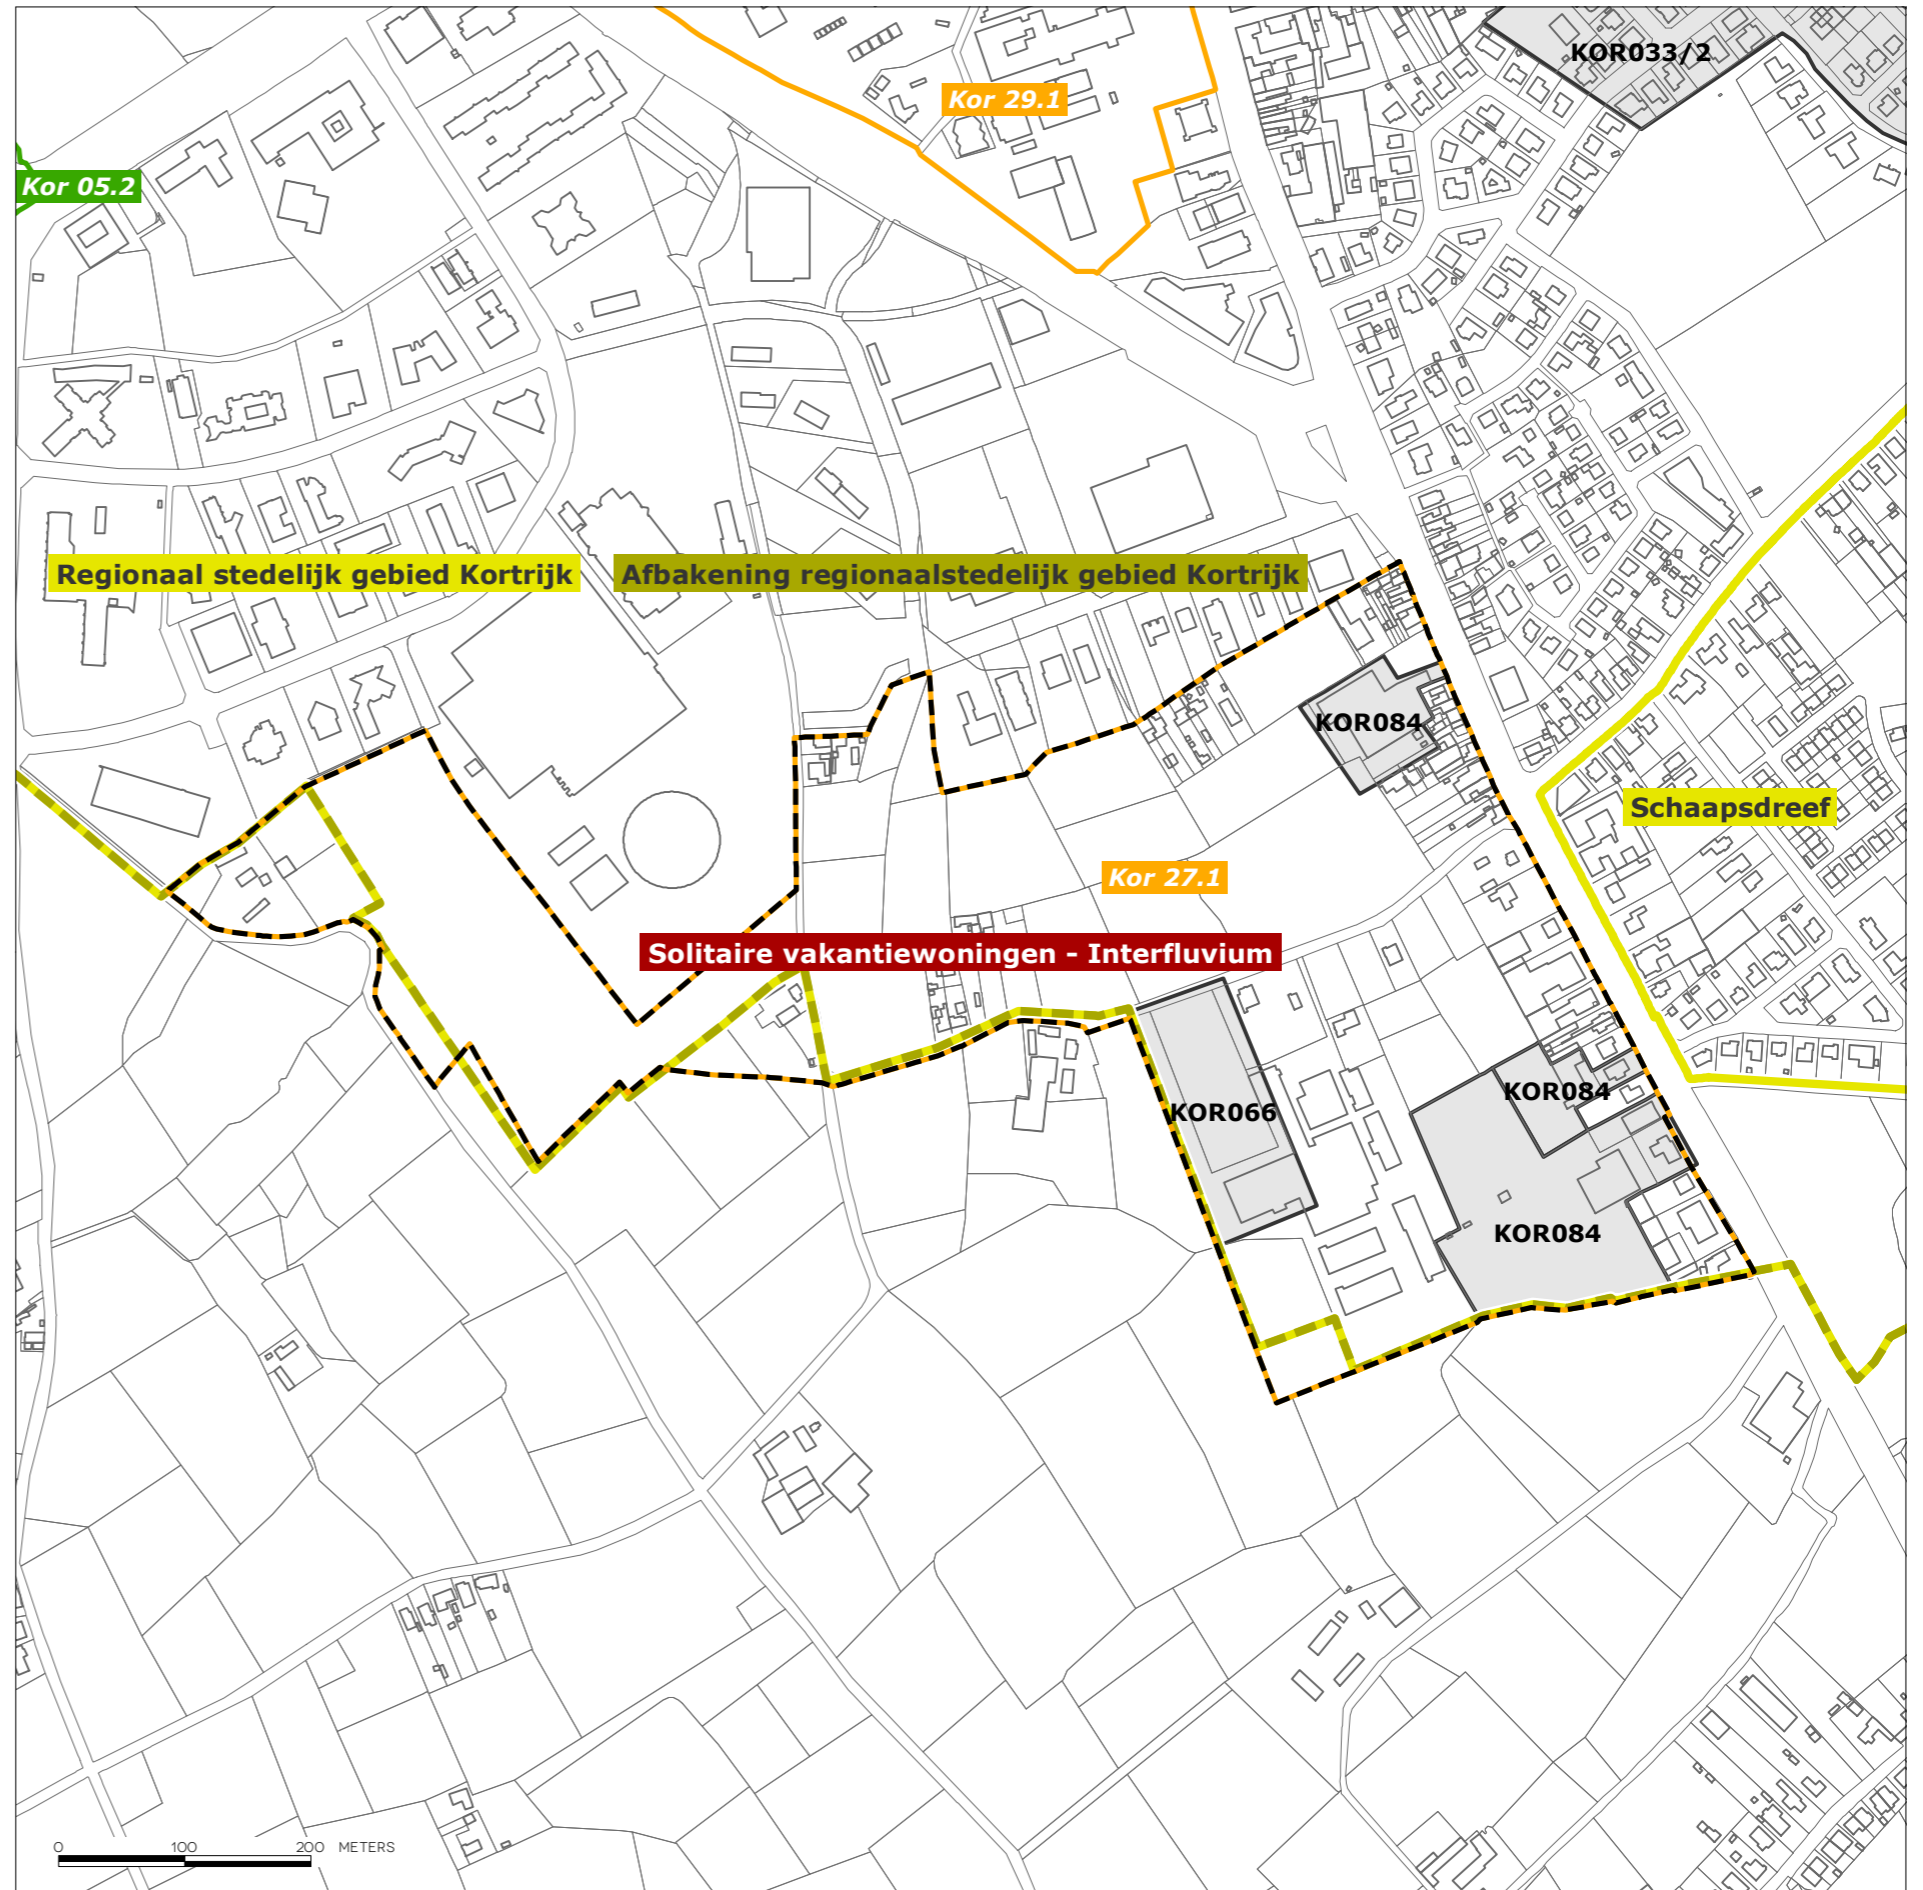 KOR033/2
Kor 29.1
Kor 05.2
Regionaal stedelijk gebied Kortrijk
Afbakening regionaalstedelijk gebied Kortrijk
KOR084
Schaapsdreef
Kor 27.1
Solitaire vakantiewoningen - Interfluvium
KOR084
KOR066
KOR084
0 100 200 METERS